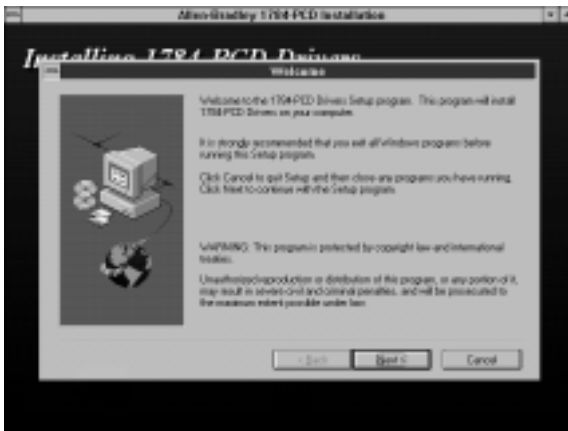 Allen-Bradley 1784-PCD Installation
Installing 1784-PCD Drivers
Welcome
Welcome to the 1784-PCD Drivers Setup program. This program will install
1784-PCD Drivers on your computer.
It is strongly recommended that you exit all Windows programs before
running this Setup program.
Click Cancel to quit Setup and then close any programs you have running.
Click Next to continue with the Setup program.
WARNING: This program is protected by copyright law and international
treaties.
Unauthorized reproduction or distribution of this program, or any portion of it,
may result in severe civil and criminal penalties, and will be prosecuted to
the maximum extent possible under law.
< Back
Next >
Cancel